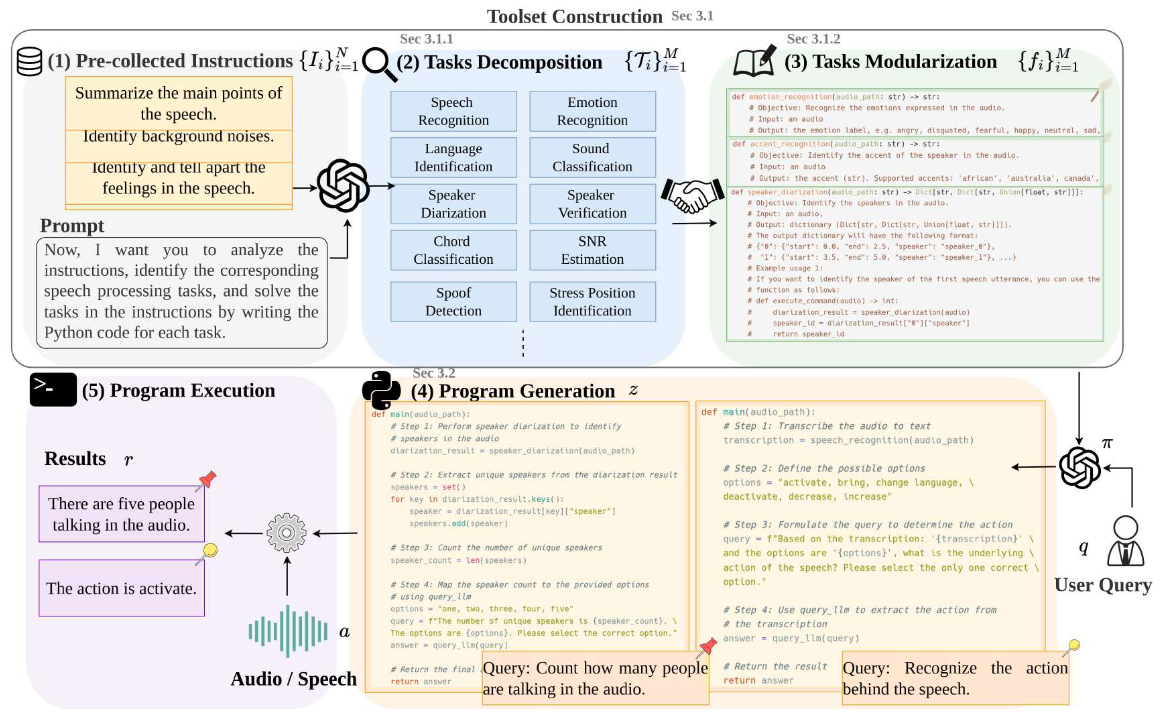 Toolset Construction Sec 3.1
(1) Pre-collected Instructions {I_i}_{i=1}^N
Summarize the main points of
the speech.
Identify background noises.
Identify and tell apart the
feelings in the speech.
Prompt
Now, I want you to analyze the
instructions, identify the corresponding
speech processing tasks, and solve the
tasks in the instructions by writing the
Python code for each task.
Sec 3.1.1
(2) Tasks Decomposition {𝒯_i}_{i=1}^M
Speech
Recognition
Emotion
Recognition
Language
Identification
Sound
Classification
Speaker
Diarization
Speaker
Verification
Chord
Classification
SNR
Estimation
Spoof
Detection
Stress Position
Identification
Sec 3.1.2
(3) Tasks Modularization {f_i}_{i=1}^M
def emotion_recognition(audio_path: str) -> str:
# Objective: Recognize the emotions expressed in the audio.
# Input: an audio
# Output: the emotion label, e.g. angry, disgusted, fearful, happy, neutral, sad,
def accent_recognition(audio_path: str) -> str:
# Objective: Identify the accent of the speaker in the audio.
# Input: an audio
# Output: the accent (str). Supported accents: 'african', 'australia', 'canada',
def speaker_diarization(audio_path: str) -> Dict[str, Dict[str, Union[float, str]]]:
# Objective: Identify the speakers in the audio.
# Input: an audio,
# Output: dictionary (Dict[str, Dict[str, Union[float, str]]]).
# The output dictionary will have the following format:
# {"0": {"start": 0.0, "end": 2.5, "speaker": "speaker_0"},
# "1": {"start": 3.5, "end": 5.0, "speaker": "speaker_1"}, ...}
# Example usage 1:
# If you want to identify the speaker of the first speech utterance, you can use the
# function as follows:
# def execute_command(audio) -> int:
# diarization_result = speaker_diarization(audio)
# speaker_id = diarization_result["0"]["speaker"]
# return speaker_id
>-
(5) Program Execution
Results r
There are five people
talking in the audio.
The action is activate.
a
Audio / Speech
Sec 3.2
(4) Program Generation z
def main(audio_path):
# Step 1: Perform speaker diarization to identify
# speakers in the audio
diarization_result = speaker_diarization(audio_path)
# Step 2: Extract unique speakers from the diarization result
speakers = set()
for key in diarization_result.keys():
speaker = diarization_result[key]["speaker"]
speakers.add(speaker)
# Step 3: Count the number of unique speakers
speaker_count = len(speakers)
# Step 4: Map the speaker count to the provided options
# using query_llm
options = "one, two, three, four, five"
query = f"The number of unique speakers is {speaker_count}. \
The options are {options}. Please select the correct option."
answer = query_llm(query)
# Return the final
return answer
Query: Count how many people
are talking in the audio.
def main(audio_path):
# Step 1: Transcribe the audio to text
transcription = speech_recognition(audio_path)
# Step 2: Define the possible options
options = "activate, bring, change language, \
deactivate, decrease, increase"
# Step 3: Formulate the query to determine the action
query = f"Based on the transcription: '{transcription}' \
and the options are '{options}', what is the underlying \
action of the speech? Please select the only one correct \
option."
# Step 4: Use query_llm to extract the action from
# the transcription
answer = query_llm(query)
# Return the result
return answer
Query: Recognize the action
behind the speech.
π
q
User Query